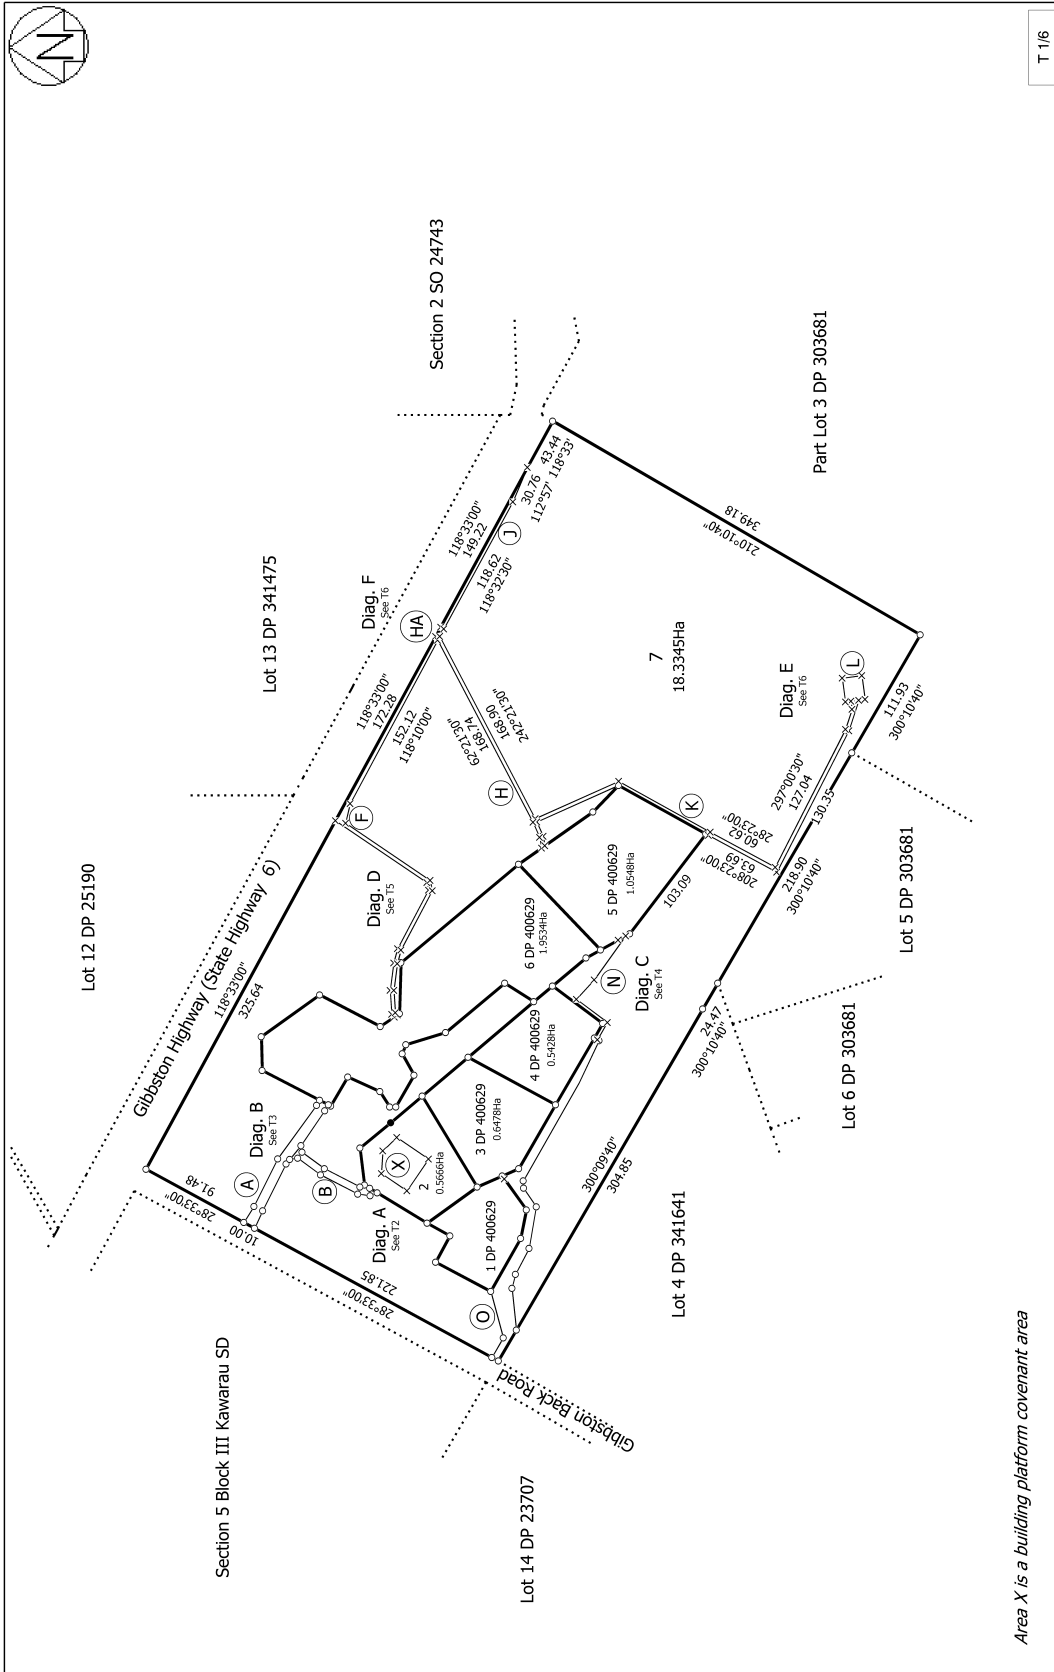 N
T 1/6
Lot 12 DP 25190
Lot 13 DP 341475
Section 2 SO 24743
Gibbston Highway (State Highway 6)
118°33'00"
325.64
118°33'00"
172.28
152.12
118°10'00"
Diag. F
See T6
HA
118°33'00"
149.22
118.62
118°32'30"
J
30.76
112°57'
43.44
118°33'
62°21'30"
168.74
168.90
242°21'30"
F
H
Diag. D
See T5
28°33'00"
91.48
A
10.00
Diag. B
See T3
B
Diag. A
See T2
28°33'00"
221.85
X
2
0.5666Ha
3 DP 400629
0.6478Ha
4 DP 400629
0.5428Ha
6 DP 400629
1.9534Ha
5 DP 400629
1.0548Ha
1 DP 400629
O
N
Diag. C
See T4
103.09
K
28°23'00"
60.62
63.69
208°23'00"
7
18.3345Ha
349.18
210°10'40"
Diag. E
See T6
L
297°00'30"
127.04
130.35
111.93
300°10'40"
218.90
300°10'40"
24.47
300°10'40"
300°09'40"
304.85
Gibbston Back Road
Section 5 Block III Kawarau SD
Lot 14 DP 23707
Lot 4 DP 341641
Lot 6 DP 303681
Lot 5 DP 303681
Part Lot 3 DP 303681
Area X is a building platform covenant area